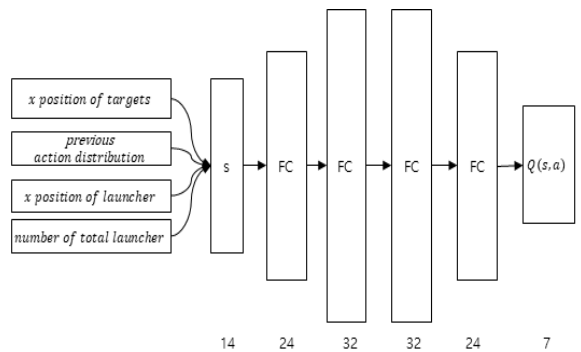 x position of targets
previous
action distribution
x position of launcher
number of total launcher
s
FC
FC
FC
FC
Q(s,a)
14
24
32
32
24
7